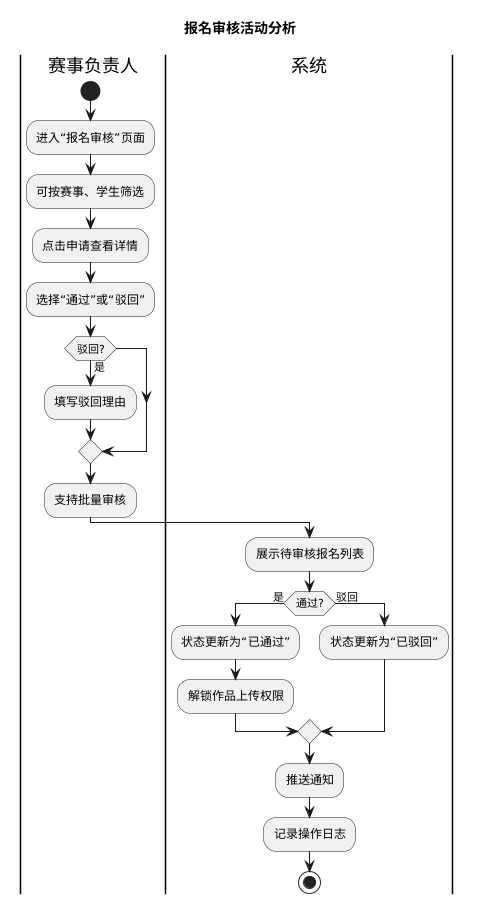 报名审核活动分析
赛事负责人
系统
进入“报名审核”页面
可按赛事、学生筛选
点击申请查看详情
选择“通过”或“驳回”
驳回?
是
填写驳回理由
支持批量审核
展示待审核报名列表
是
通过?
驳回
状态更新为“已通过”
状态更新为“已驳回”
解锁作品上传权限
推送通知
记录操作日志